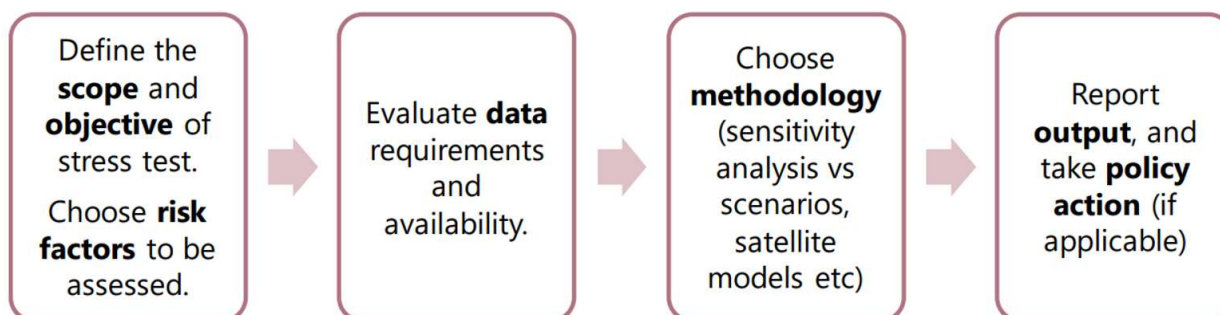 Define the
scope and
objective of
stress test.
Choose risk
factors to be
assessed.
Evaluate data
requirements
and
availability.
Choose
methodology
(sensitivity
analysis vs
scenarios,
satellite
models etc)
Report
output, and
take policy
action (if
applicable)